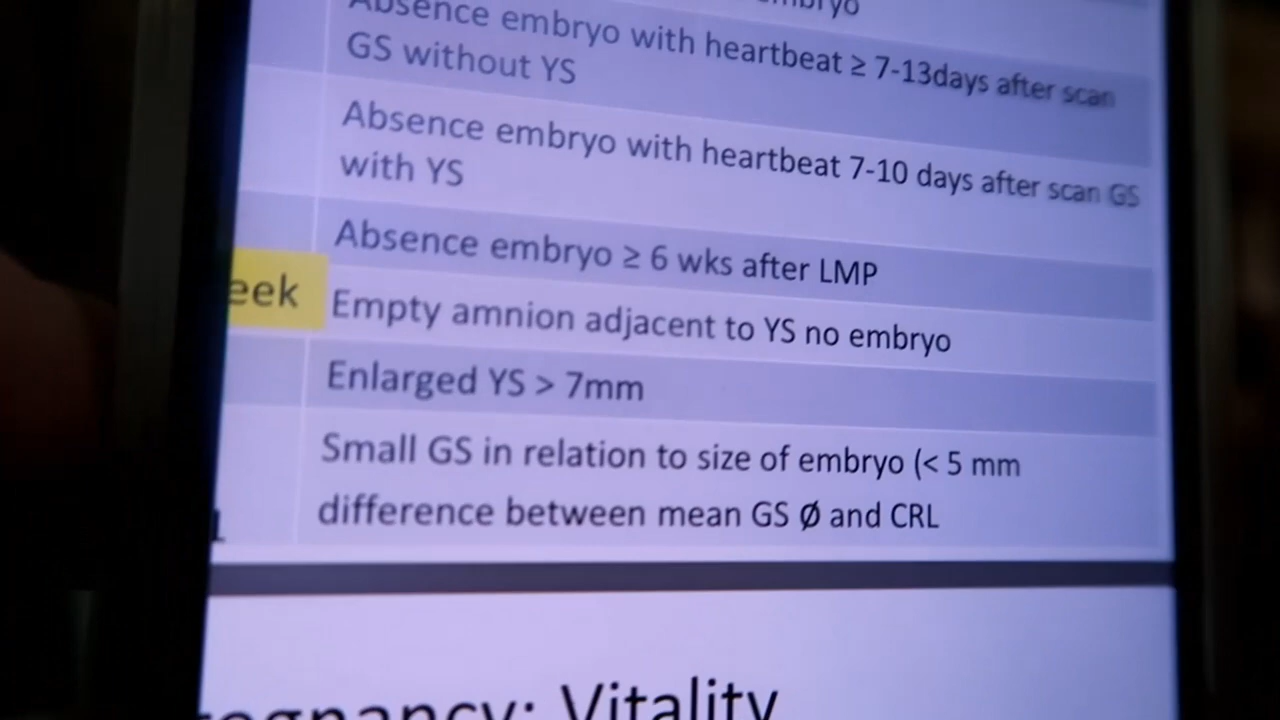 embryo
Absence embryo with heartbeat ≥ 7-13days after scan
GS without YS
Absence embryo with heartbeat 7-10 days after scan GS
with YS
Absence embryo ≥ 6 wks after LMP
eek
Empty amnion adjacent to YS no embryo
Enlarged YS > 7mm
Small GS in relation to size of embryo (< 5 mm
difference between mean GS Ø and CRL
egnancy: Vitality